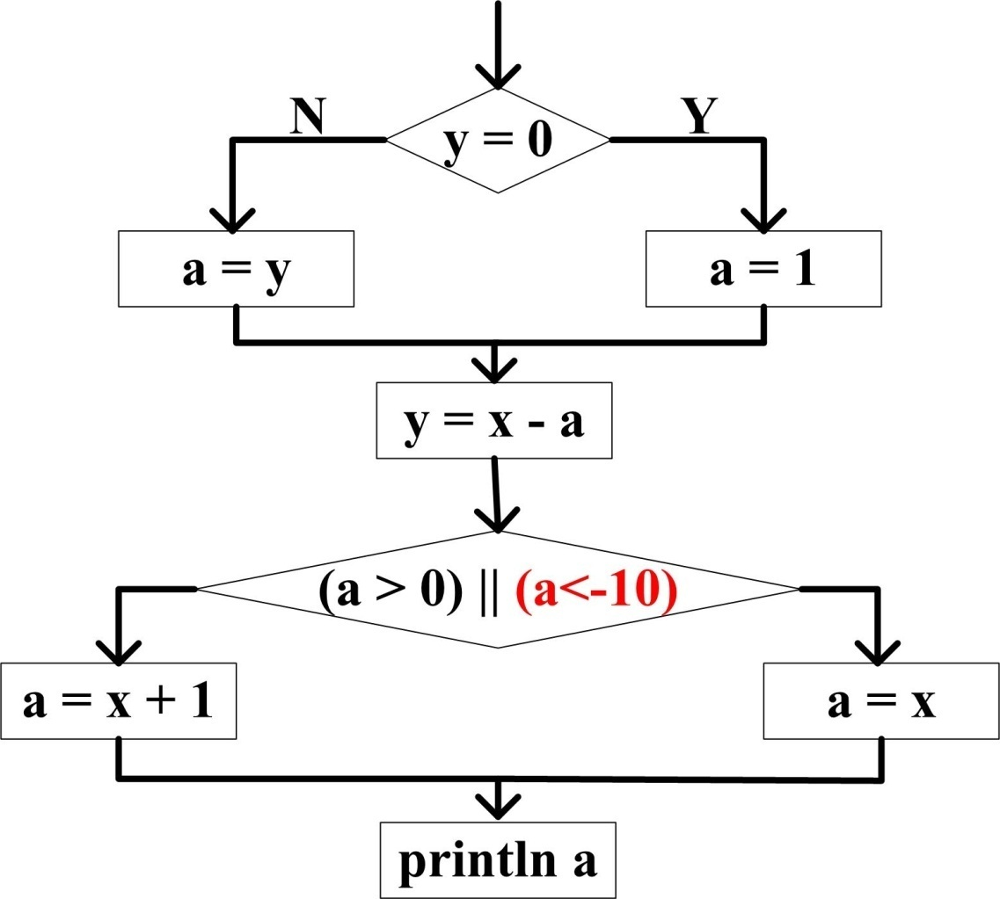 N
Y
y = 0
a = y
a = 1
y = x - a
(a > 0) || (a<-10)
a = x + 1
a = x
println a